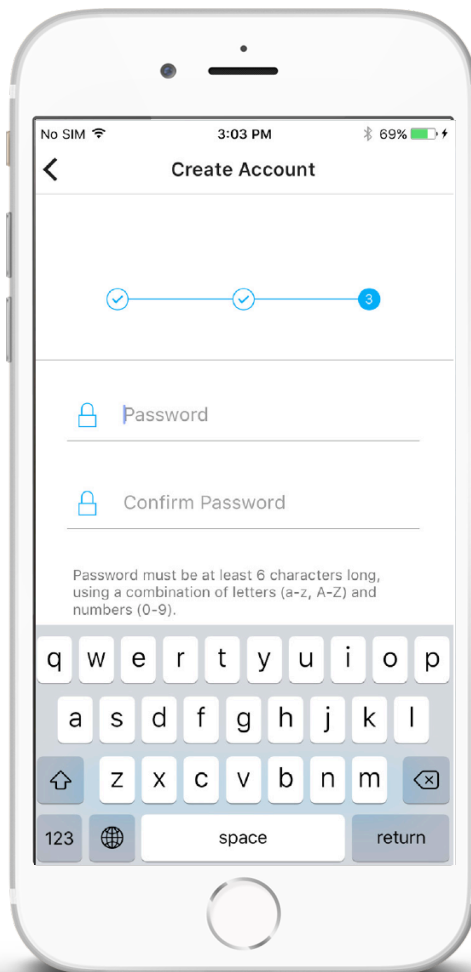 No SIM 3:03 PM 69%
Create Account
3
Password
Confirm Password
Password must be at least 6 characters long,
using a combination of letters (a-z, A-Z) and
numbers (0-9).
q w e r t y u i o p
a s d f g h j k l
z x c v b n m
123 space return